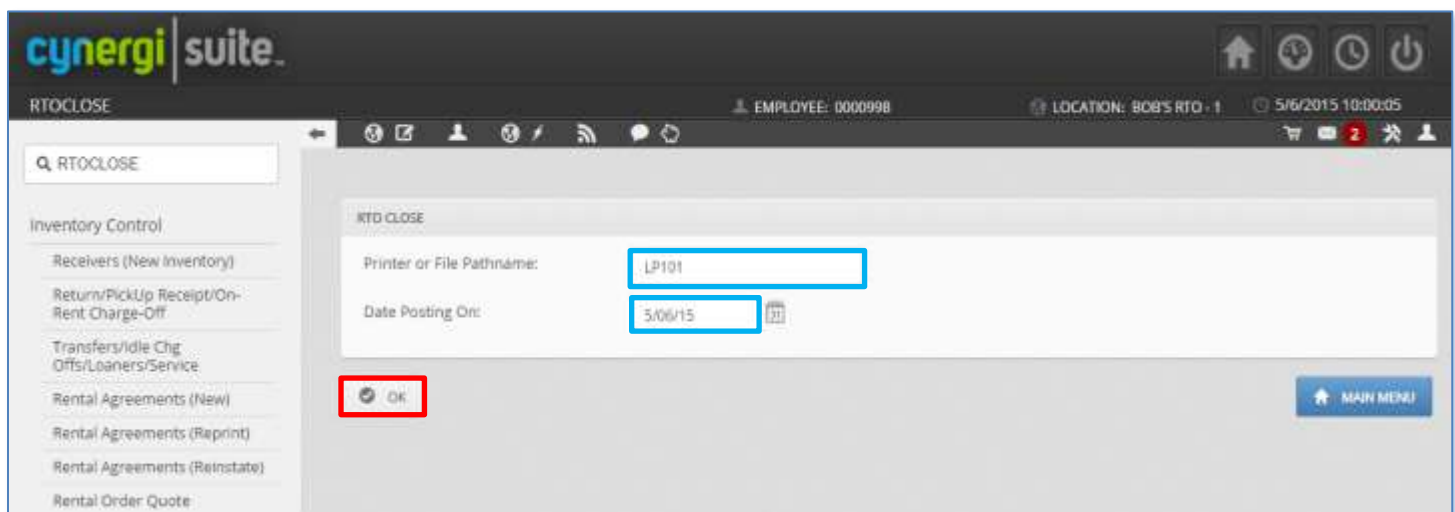 cynergi|suite.
RTOCLOSE
EMPLOYEE: 0000998
LOCATION: BOB'S RTO - 1
5/6/2015 10:00:05
2
RTOCLOSE
Inventory Control
Receivers (New Inventory)
Return/PickUp Receipt/On-
Rent Charge-Off
Transfers/Idle Chg
Offs/Loaners/Service
Rental Agreements (New)
Rental Agreements (Reprint)
Rental Agreements (Reinstate)
Rental Order Quote
RTO CLOSE
Printer or File Pathname:
LP101
Date Posting On:
5/06/15
31
OK
MAIN MENU